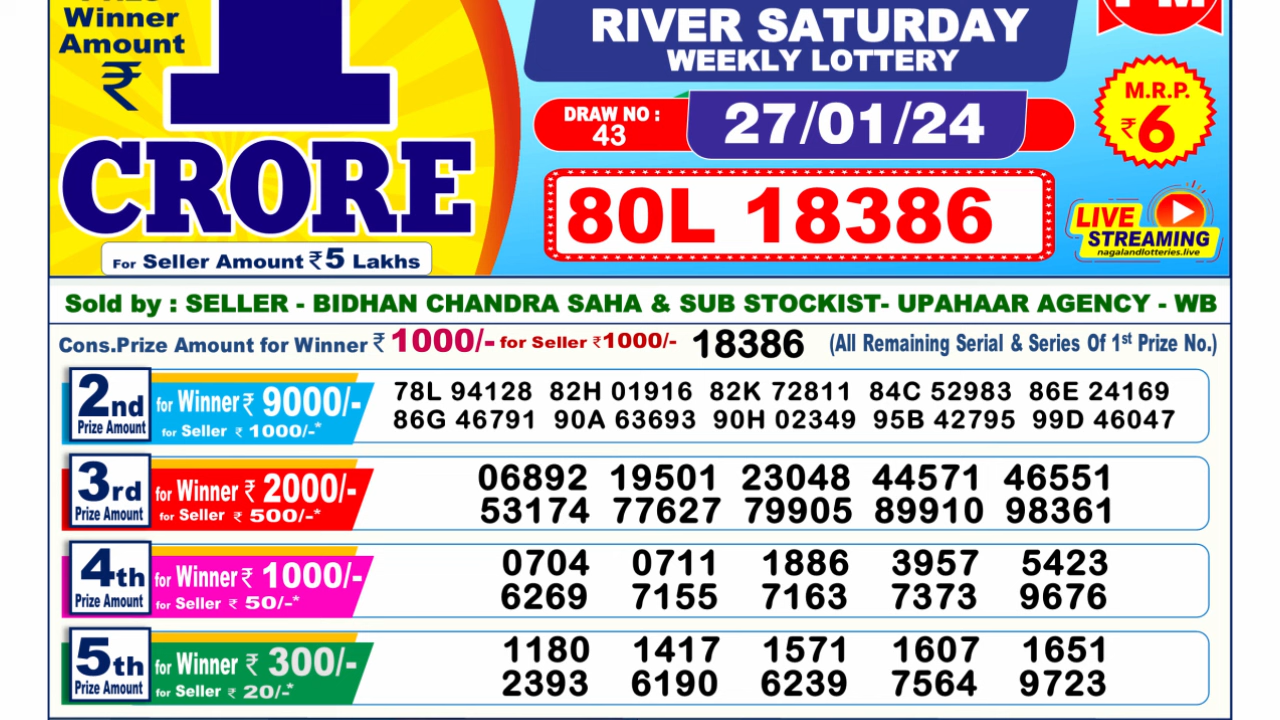 Winner
Amount
₹
1
CRORE
For Seller Amount ₹5 Lakhs
RIVER SATURDAY
WEEKLY LOTTERY
DRAW NO :
43
27/01/24
M.R.P.
₹6
80L 18386
LIVE
STREAMING
nagalandlotteries.live
Sold by : SELLER - BIDHAN CHANDRA SAHA & SUB STOCKIST- UPAHAAR AGENCY - WB
Cons.Prize Amount for Winner ₹ 1000/- for Seller ₹1000/- 18386 (All Remaining Serial & Series Of 1st Prize No.)
2nd
Prize Amount
for Winner ₹ 9000/-
for Seller ₹ 1000/-*
78L 94128 82H 01916 82K 72811 84C 52983 86E 24169
86G 46791 90A 63693 90H 02349 95B 42795 99D 46047
3rd
Prize Amount
for Winner ₹ 2000/-
for Seller ₹ 500/-*
06892 19501 23048 44571 46551
53174 77627 79905 89910 98361
4th
Prize Amount
for Winner ₹ 1000/-
for Seller ₹ 50/-*
0704 0711 1886 3957 5423
6269 7155 7163 7373 9676
5th
Prize Amount
for Winner ₹ 300/-
for Seller ₹ 20/-*
1180 1417 1571 1607 1651
2393 6190 6239 7564 9723